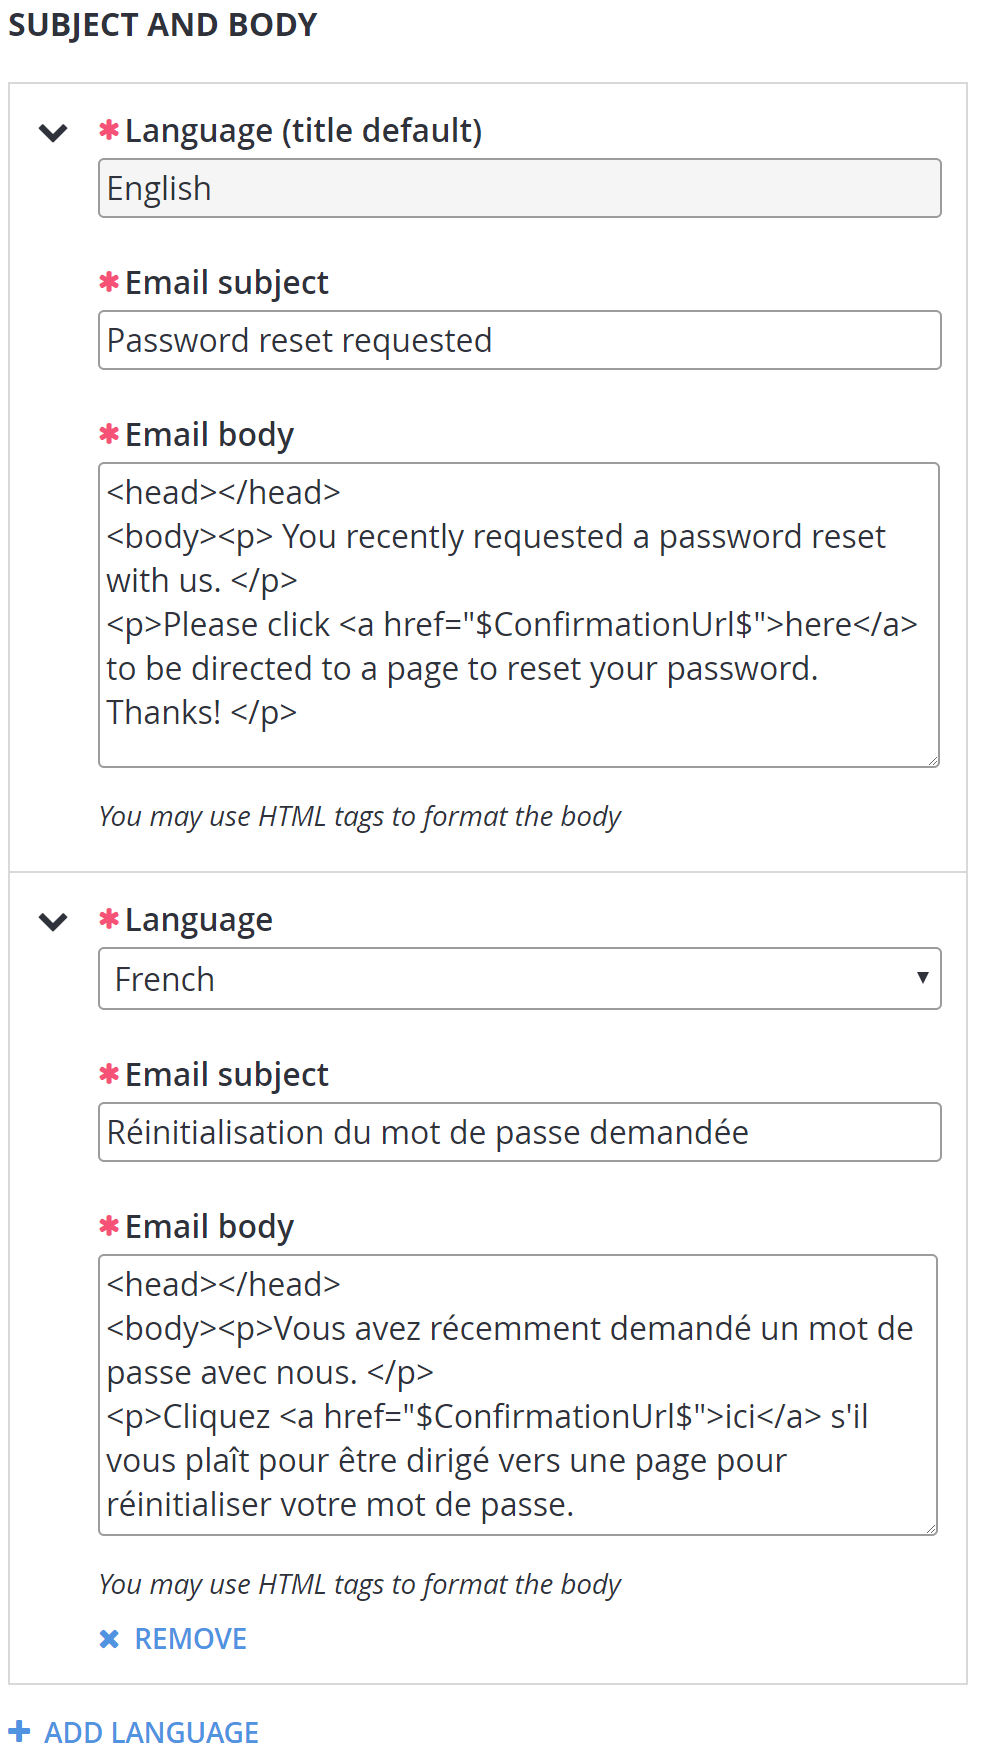 SUBJECT AND BODY
*Language (title default)
English
*Email subject
Password reset requested
*Email body
<head></head>
<body><p> You recently requested a password reset
with us. </p>
<p>Please click <a href="$ConfirmationUrl$">here</a>
to be directed to a page to reset your password.
Thanks! </p>
You may use HTML tags to format the body
*Language
French
*Email subject
Réinitialisation du mot de passe demandée
*Email body
<head></head>
<body><p>Vous avez récemment demandé un mot de
passe avec nous. </p>
<p>Cliquez <a href="$ConfirmationUrl$">ici</a> s'il
vous plaît pour être dirigé vers une page pour
réinitialiser votre mot de passe.
You may use HTML tags to format the body
REMOVE
ADD LANGUAGE